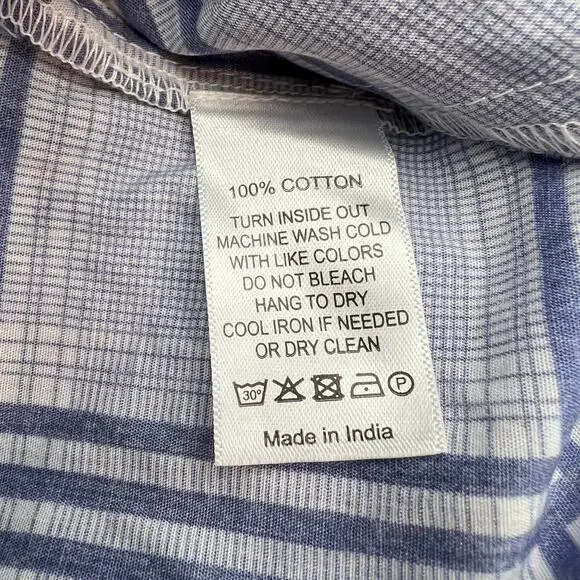 100% COTTON
TURN INSIDE OUT
MACHINE WASH COLD
WITH LIKE COLORS
DO NOT BLEACH
HANG TO DRY
COOL IRON IF NEEDED
OR DRY CLEAN
30° P
Made in India